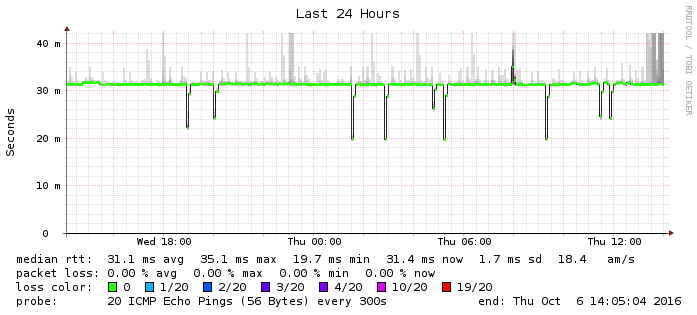 Last 24 Hours
RRDTOOL / TOBI OETIKER
Seconds
40 m
30 m
20 m
10 m
0
Wed 18:00 Thu 00:00 Thu 06:00 Thu 12:00
median rtt: 31.1 ms avg 35.1 ms max 19.7 ms min 31.4 ms now 1.7 ms sd 18.4 am/s
packet loss: 0.00 % avg 0.00 % max 0.00 % min 0.00 % now
loss color: 0 1/20 2/20 3/20 4/20 10/20 19/20
probe: 20 ICMP Echo Pings (56 Bytes) every 300s end: Thu Oct 6 14:05:04 2016